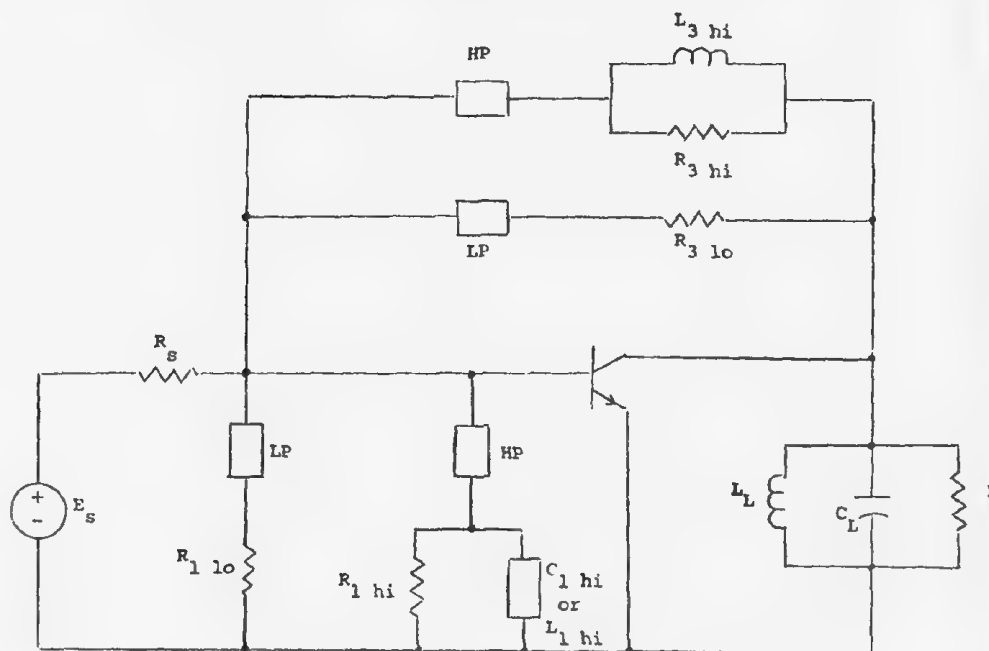 L3 hi
HP
R3 hi
LP
R3 lo
Rs
LP
HP
+
-
Es
LL
CL
R1 lo
R1 hi
C1 hi
or
L1 hi